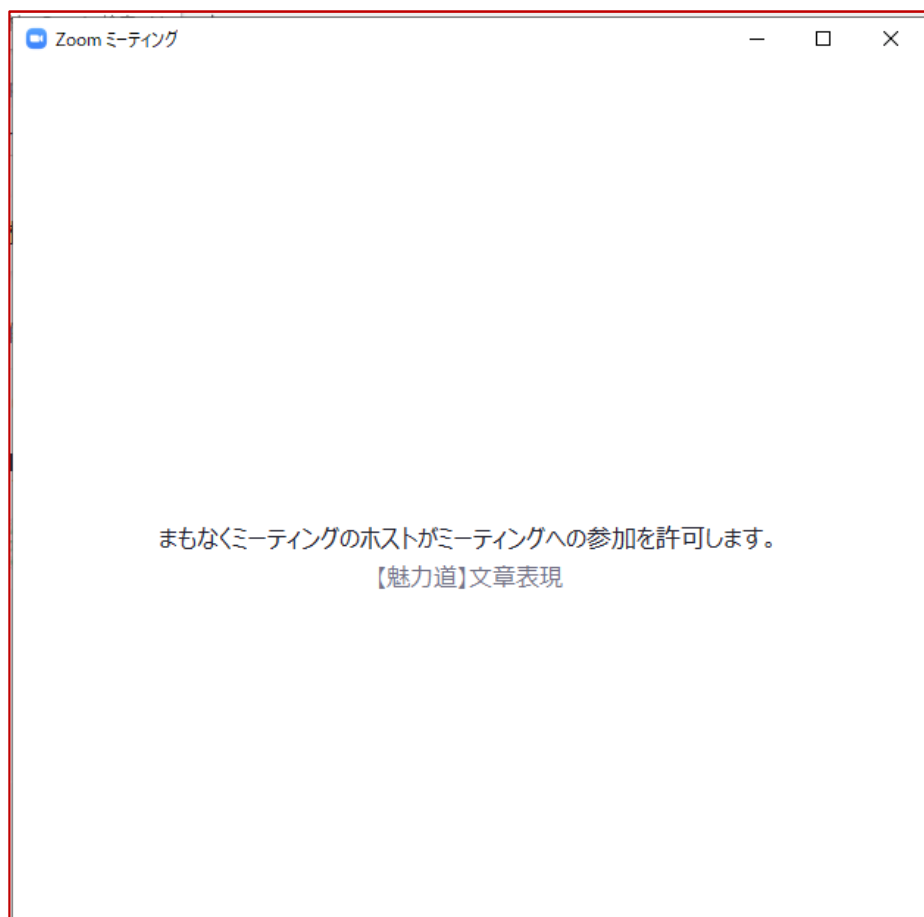 Zoom ミーティング
まもなくミーティングのホストがミーティングへの参加を許可します。
【魅力道】文章表現